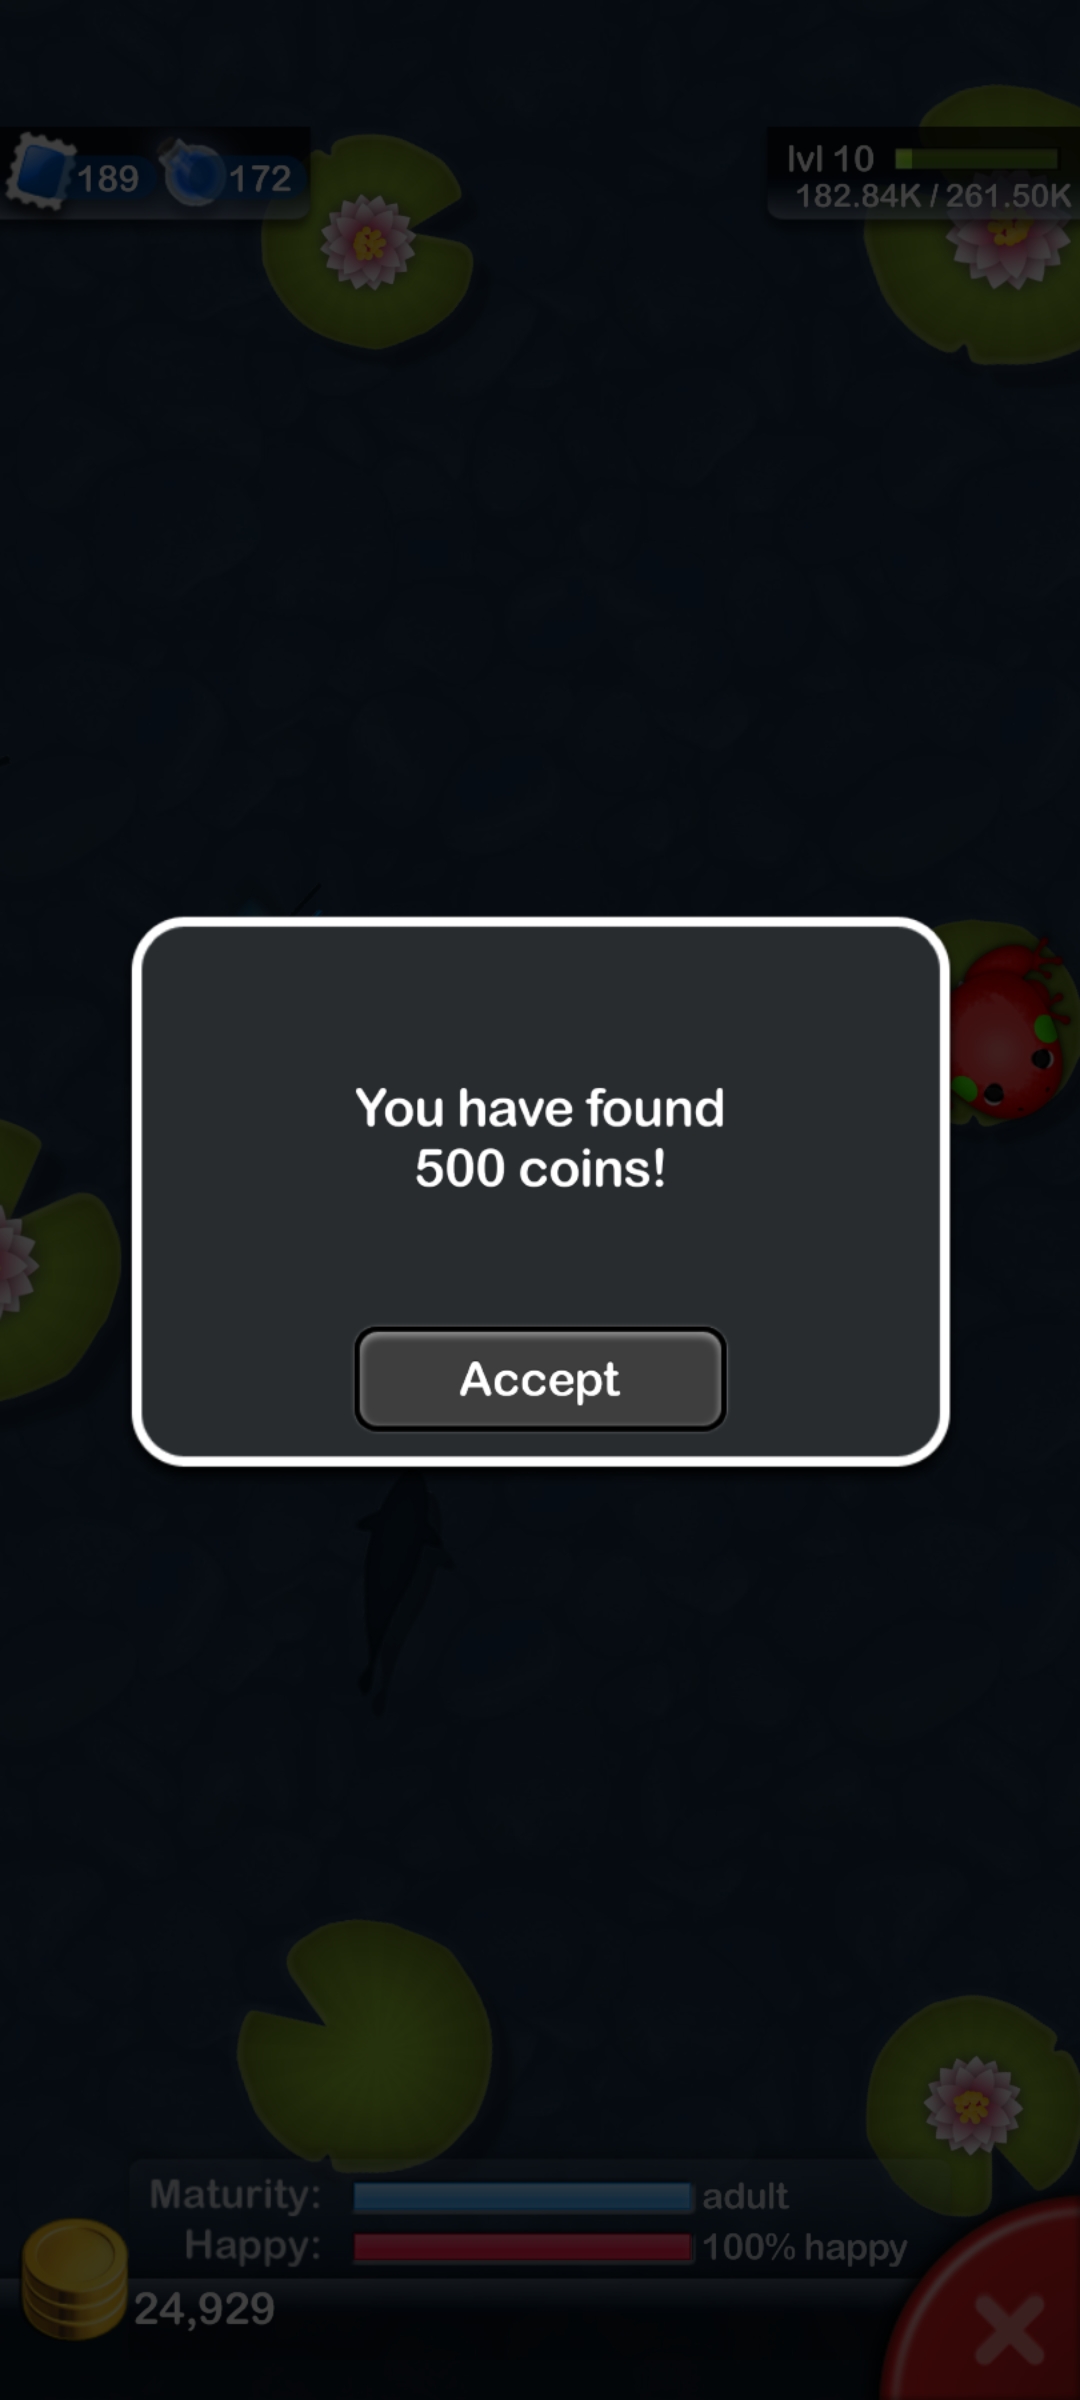 189 172
lvl 10
182.84K / 261.50K
You have found
500 coins!
Accept
Maturity: adult
Happy: 100% happy
24,929